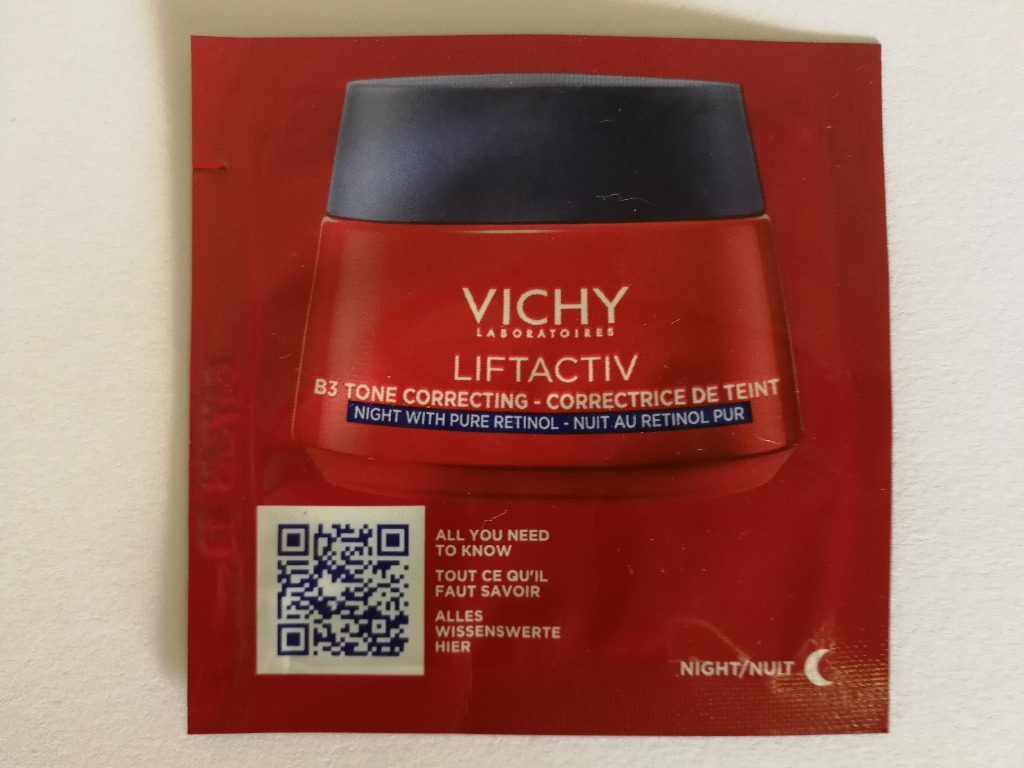 VICHY
LABORATOIRES
LIFTACTIV
B3 TONE CORRECTING - CORRECTRICE DE TEINT
NIGHT WITH PURE RETINOL - NUIT AU RETINOL PUR
ALL YOU NEED
TO KNOW
TOUT CE QU'IL
FAUT SAVOIR
ALLES
WISSENSWERTE
HIER
NIGHT/NUIT